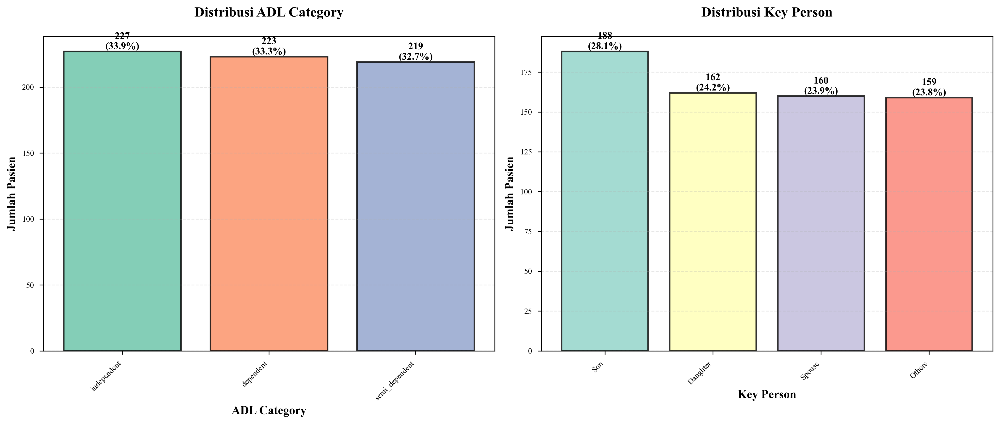 Distribusi ADL Category
227
(33.9%)
223
(33.3%)
219
(32.7%)
200
150
100
50
0
Jumlah Pasien
independent
dependent
semi_dependent
ADL Category
Distribusi Key Person
188
(28.1%)
162
(24.2%)
160
(23.9%)
159
(23.8%)
175
150
125
100
75
50
25
0
Jumlah Pasien
Son
Daughter
Spouse
Others
Key Person